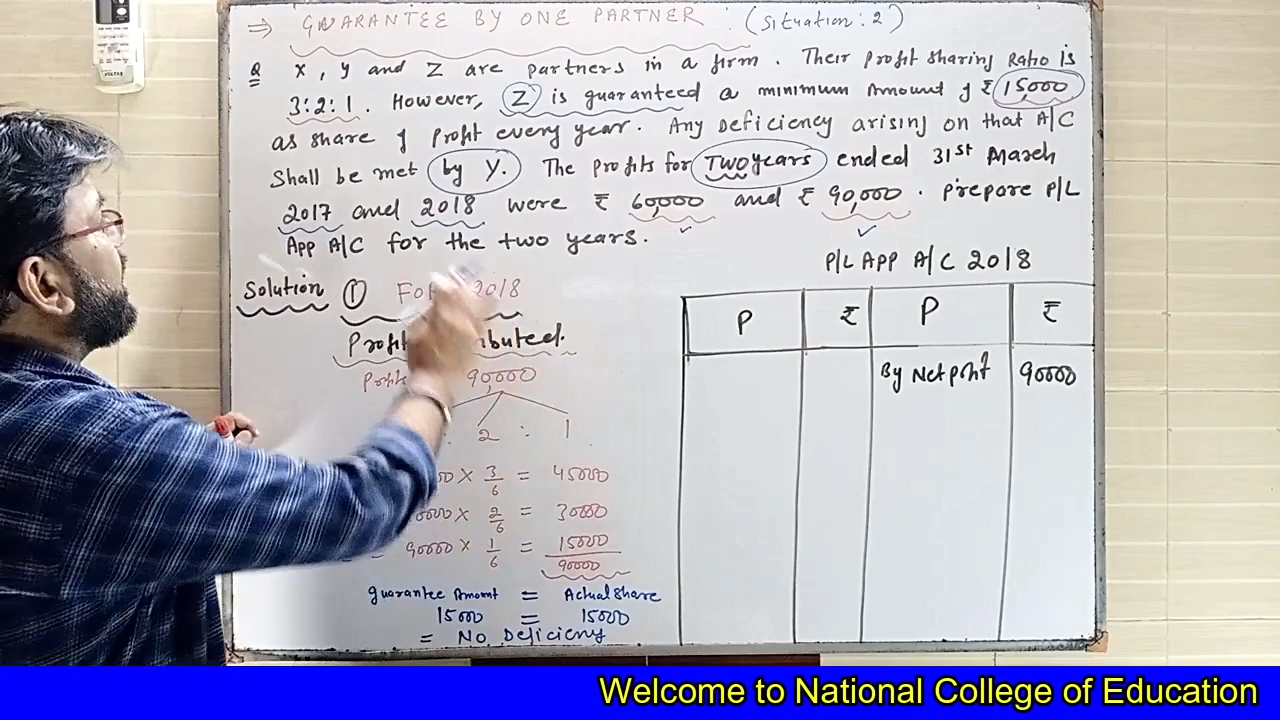 ⇒ GUARANTEE BY ONE PARTNER : (Situation : 2)
Q X, Y and Z are partners in a firm. Their Profit sharing Ratio is
3:2:1. However, Z is guaranteed a minimum Amount of ₹ 15,000
as share of Profit every year. Any Deficiency arising on that A/C
Shall be met by Y. The Profits for TWO years ended 31st March
2017 and 2018 were ₹ 60,000 and ₹ 90,000. Prepare P/L
App A/C for the two years.
Solution ① 2018
P/L APP A/C 2018
P ₹ P ₹
By Net profit 90000
90,000
2 : 1
× 3/6 = 45000
× 2/6 = 30000
90000 × 1/6 = 15000
90000
guarantee Amount = Actual Share
15000 = 15000
= No Deficiency
VOLTAS
Welcome to National College of Education